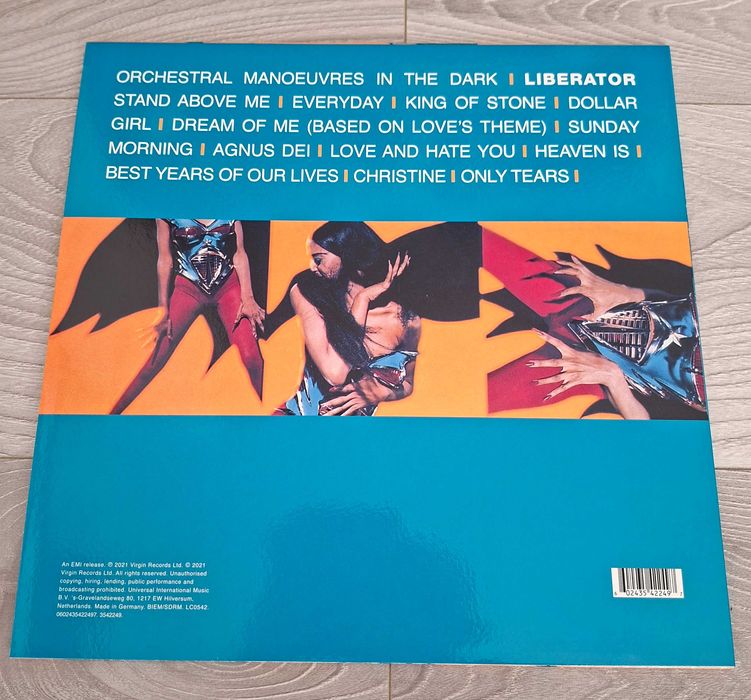 ORCHESTRAL MANOEUVRES IN THE DARK | LIBERATOR
STAND ABOVE ME | EVERYDAY | KING OF STONE | DOLLAR
GIRL | DREAM OF ME (BASED ON LOVE'S THEME) | SUNDAY
MORNING | AGNUS DEI | LOVE AND HATE YOU | HEAVEN IS |
BEST YEARS OF OUR LIVES | CHRISTINE | ONLY TEARS |
An EMI release. ℗ 2021 Virgin Records Ltd. © 2021
Virgin Records Ltd. All rights reserved. Unauthorised
copying, hiring, lending, public performance and
broadcasting prohibited. Universal International Music
B.V. 's-Gravelandseweg 80, 1217 EW Hilversum,
Netherlands. Made in Germany. BIEM/SDRM. LC0542.
0602435422497. 3542249.
6 02435 42249 7